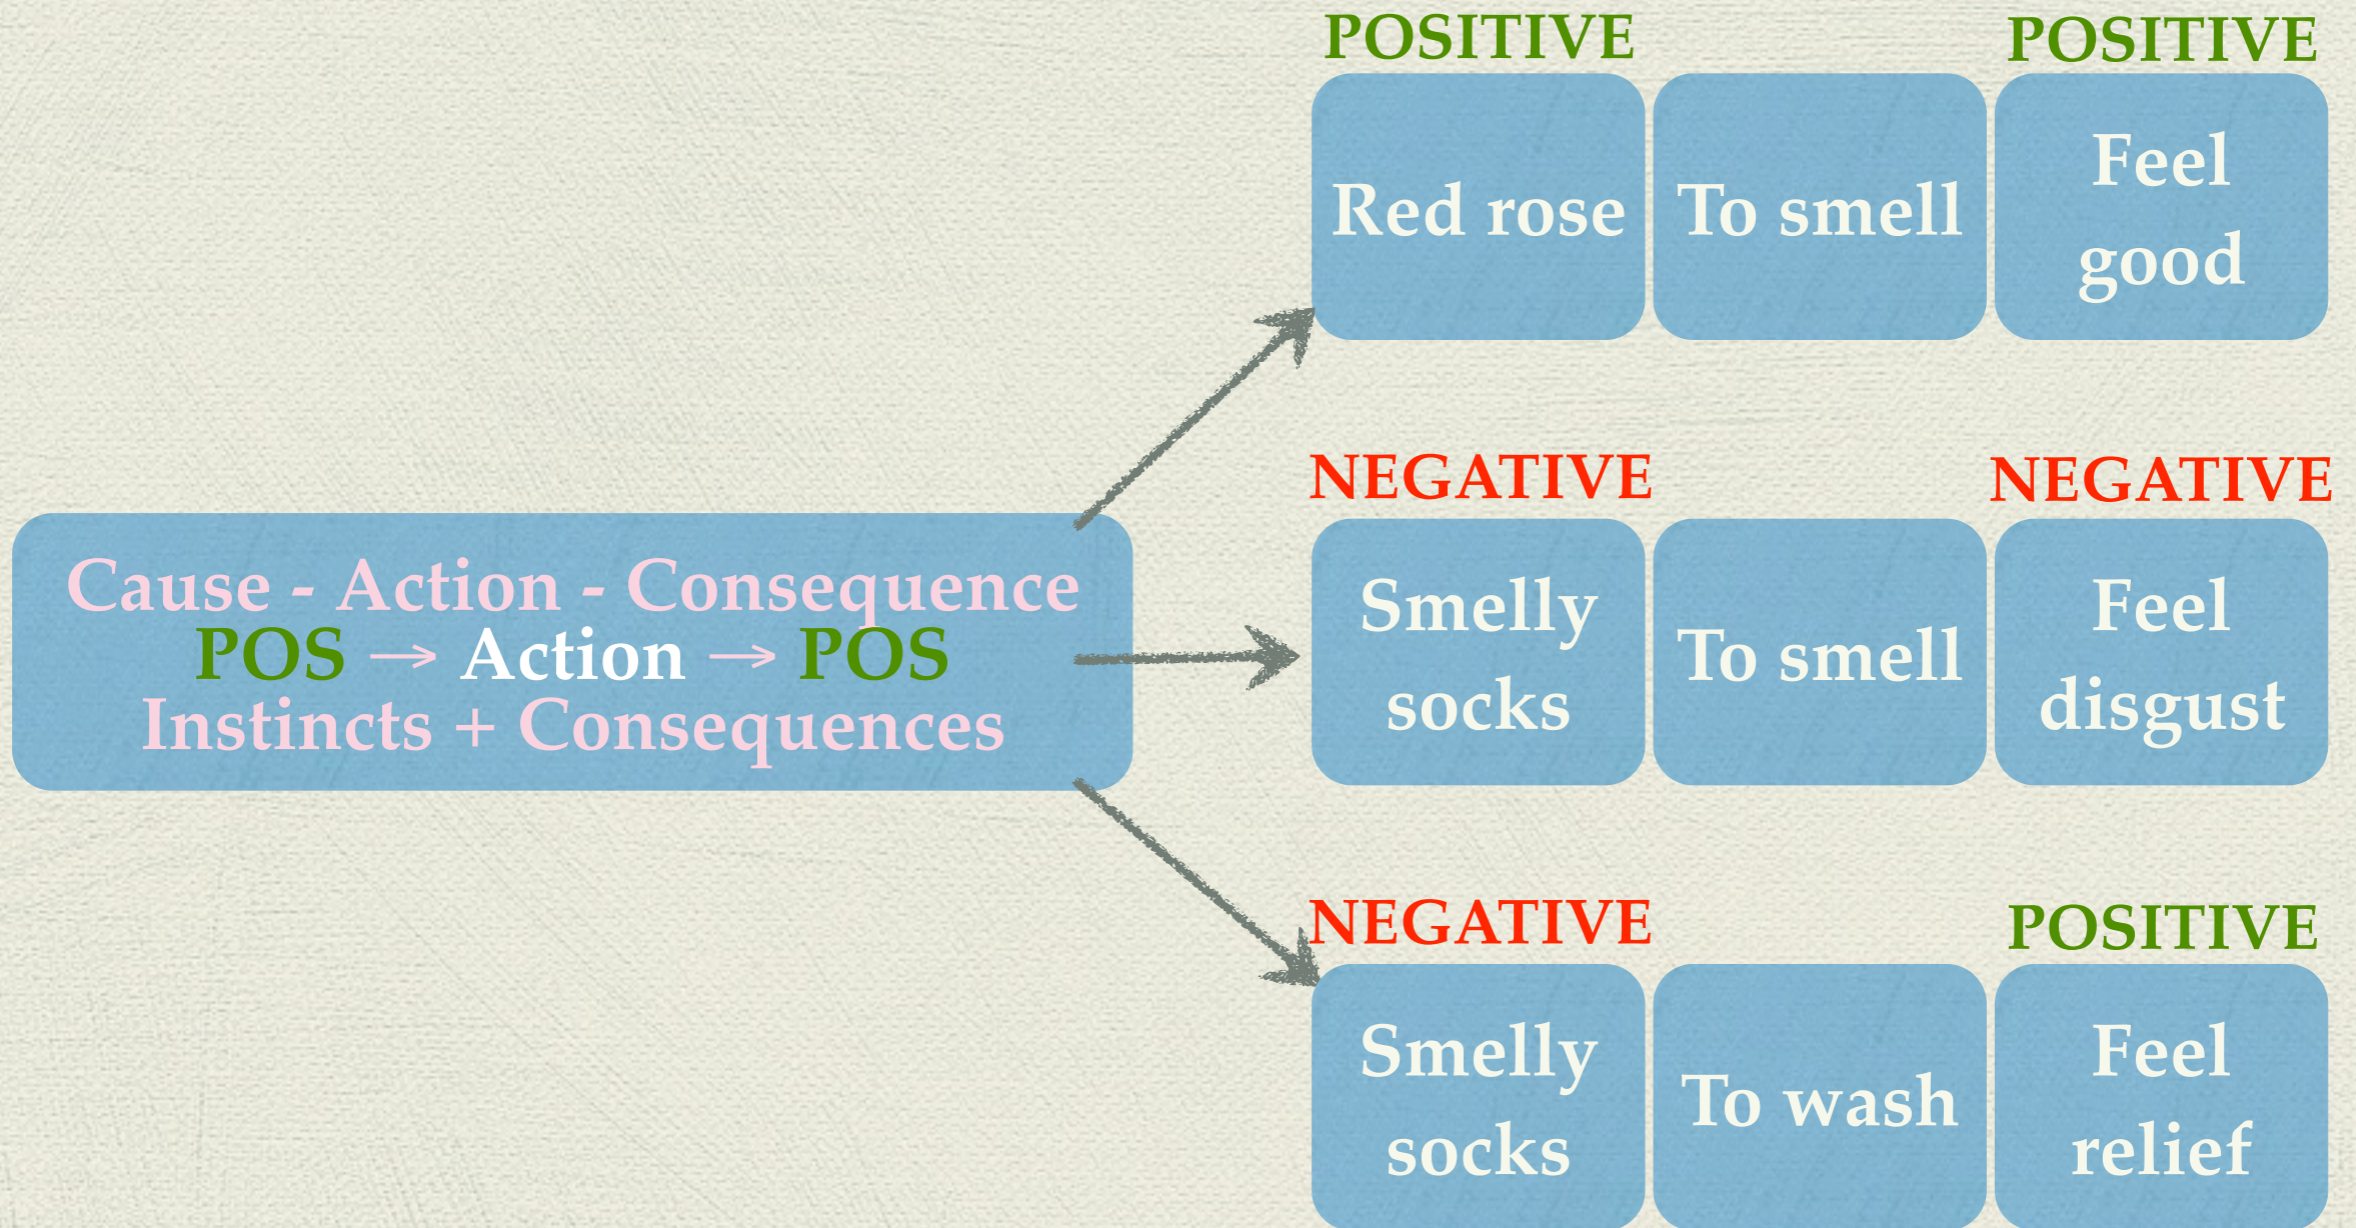 POSITIVE
POSITIVE
Red rose
To smell
Feel
good
Cause - Action - Consequence
POS → Action → POS
Instincts + Consequences
NEGATIVE
NEGATIVE
Smelly
socks
To smell
Feel
disgust
NEGATIVE
POSITIVE
Smelly
socks
To wash
Feel
relief